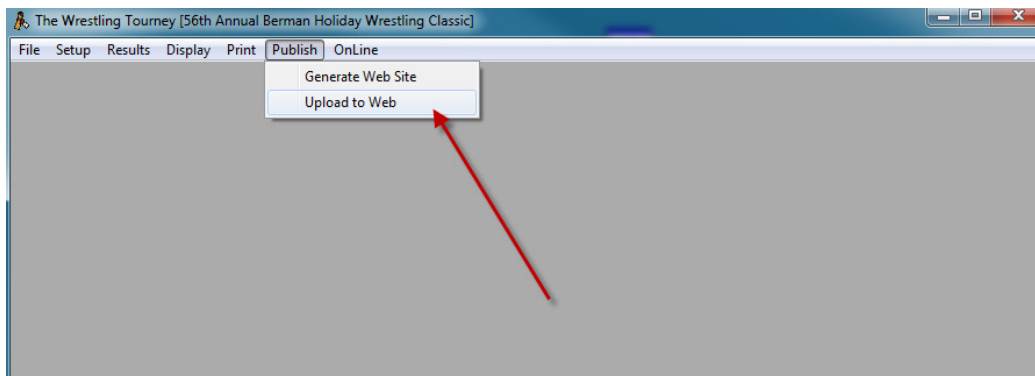 The Wrestling Tourney [56th Annual Berman Holiday Wrestling Classic]
File Setup Results Display Print Publish OnLine
Generate Web Site
Upload to Web